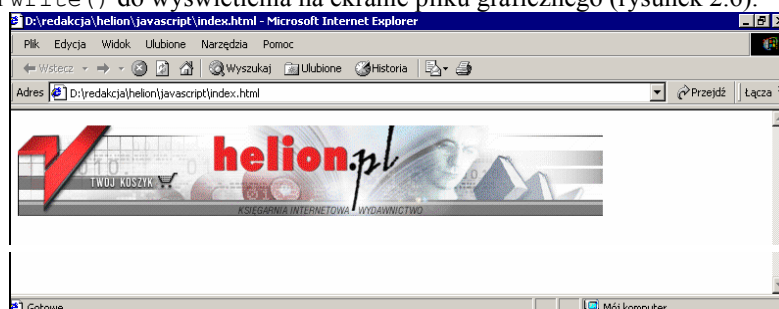 write() do wyświetlenia na ekranie pliku graficznego (rysunek 2.6).
D:\redakcja\helion\javascript\index.html - Microsoft Internet Explorer
Plik Edycja Widok Ulubione Narzędzia Pomoc
Wstecz Wyszukaj Ulubione Historia
Adres D:\redakcja\helion\javascript\index.html Przejdź Łącza
helion.pl
TWÓJ KOSZYK
KSIĘGARNIA INTERNETOWA WYDAWNICTWO
Gotowe Mój komputer